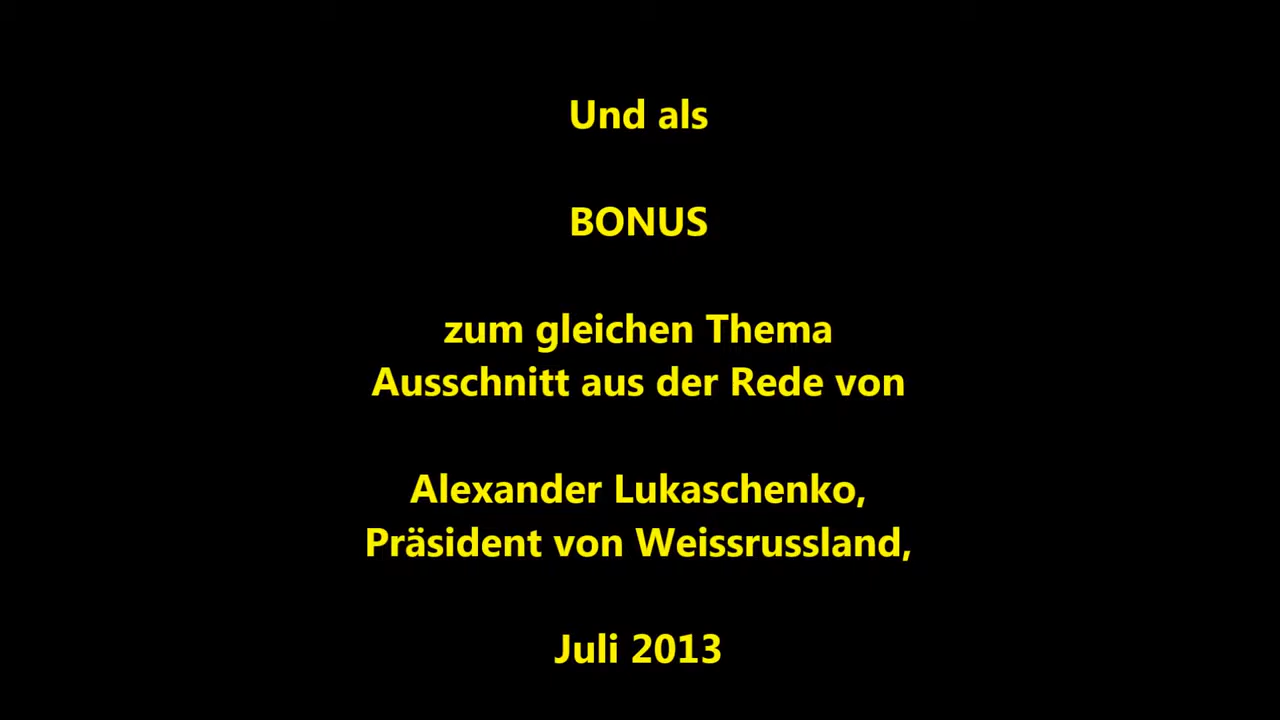 Und als
BONUS
zum gleichen Thema
Ausschnitt aus der Rede von
Alexander Lukaschenko,
Präsident von Weissrussland,
Juli 2013